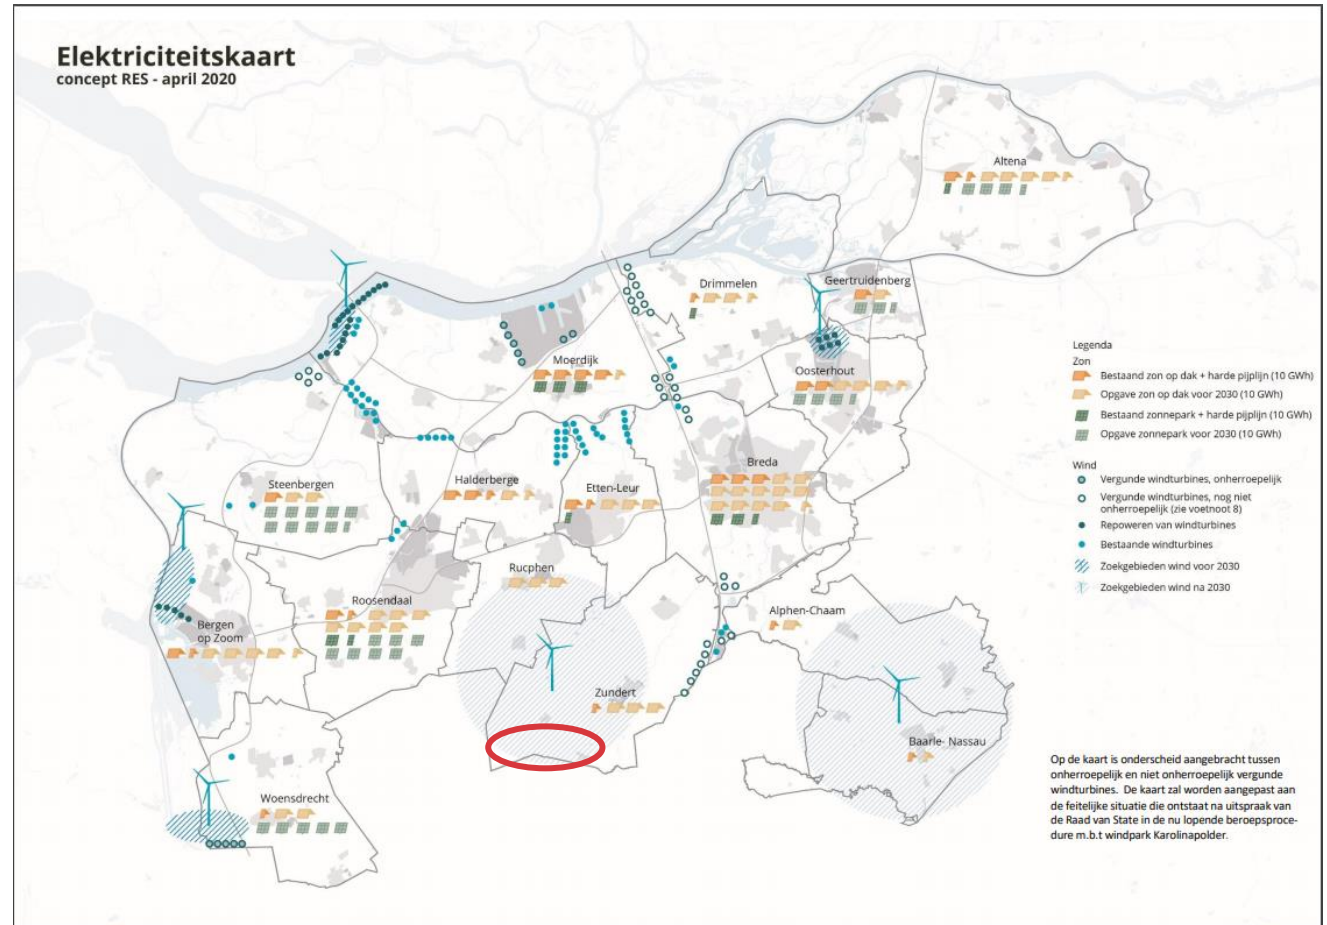 Elektriciteitskaart
concept RES - april 2020
Altena
Drimmelen
Geertruidenberg
Moerdijk
Oosterhout
Breda
Steenbergen
Halderberge
Etten-Leur
Rucphen
Roosendaal
Alphen-Chaam
Bergen
op Zoom
Zundert
Baarle- Nassau
Woensdrecht
Legenda
Zon
Bestaand zon op dak + harde pijplijn (10 GWh)
Opgave zon op dak voor 2030 (10 GWh)
Bestaand zonnepark + harde pijplijn (10 GWh)
Opgave zonnepark voor 2030 (10 GWh)
Wind
Vergunde windturbines, onherroepelijk
Vergunde windturbines, nog niet
onherroepelijk (zie voetnoot 8)
Repoweren van windturbines
Bestaande windturbines
Zoekgebieden wind voor 2030
Zoekgebieden wind na 2030
Op de kaart is onderscheid aangebracht tussen
onherroepelijk en niet onherroepelijk vergunde
windturbines. De kaart zal worden aangepast aan
de feitelijke situatie die ontstaat na uitspraak van
de Raad van State in de nu lopende beroepsproce-
dure m.b.t windpark Karolinapolder.